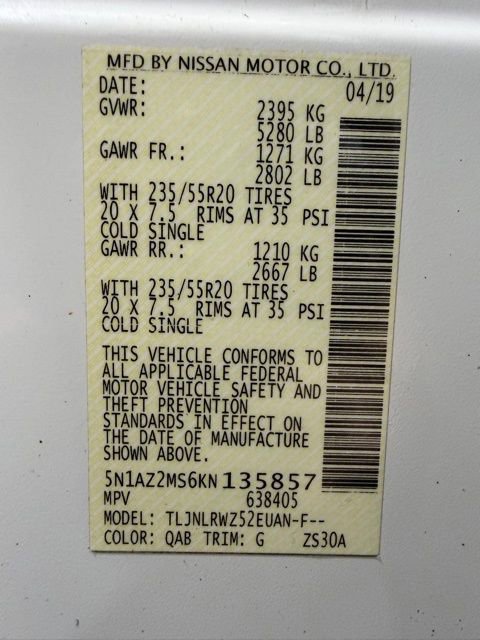 MFD BY NISSAN MOTOR CO., LTD.
DATE: 04/19
GVWR: 2395 KG
5280 LB
GAWR FR.: 1271 KG
2802 LB
WITH 235/55R20 TIRES
20 X 7.5 RIMS AT 35 PSI
COLD SINGLE
GAWR RR.: 1210 KG
2667 LB
WITH 235/55R20 TIRES
20 X 7.5 RIMS AT 35 PSI
COLD SINGLE
THIS VEHICLE CONFORMS TO
ALL APPLICABLE FEDERAL
MOTOR VEHICLE SAFETY AND
THEFT PREVENTION
STANDARDS IN EFFECT ON
THE DATE OF MANUFACTURE
SHOWN ABOVE.
5N1AZ2MS6KN135857
MPV 638405
MODEL: TLJNLRWZ52EUAN-F--
COLOR: QAB TRIM: G ZS30A